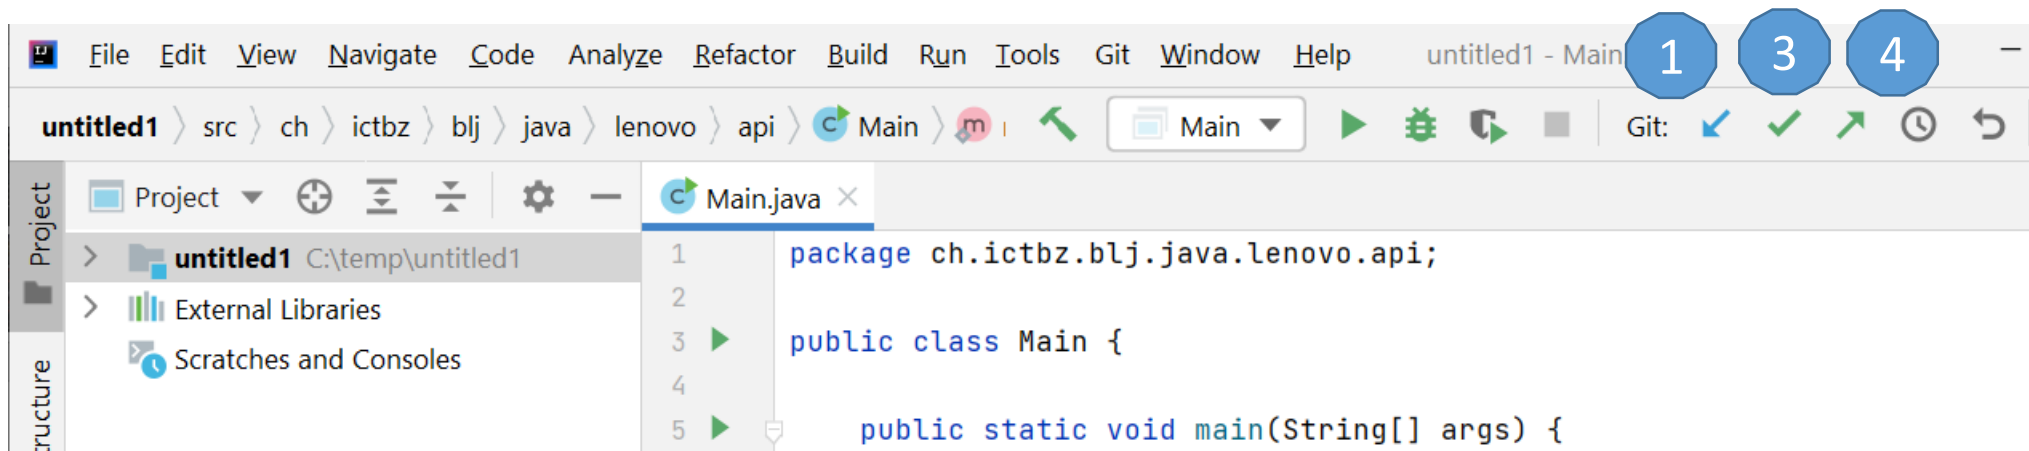 1 3 4
IJ File Edit View Navigate Code Analyze Refactor Build Run Tools Git Window Help untitled1 - Main
untitled1 src ch ictbz blj java lenovo api C Main m Main Git:
Project
Project
C Main.java
untitled1 C:\temp\untitled1
External Libraries
Scratches and Consoles
1 package ch.ictbz.blj.java.lenovo.api;
2
3 public class Main {
4
5 public static void main(String[] args) {